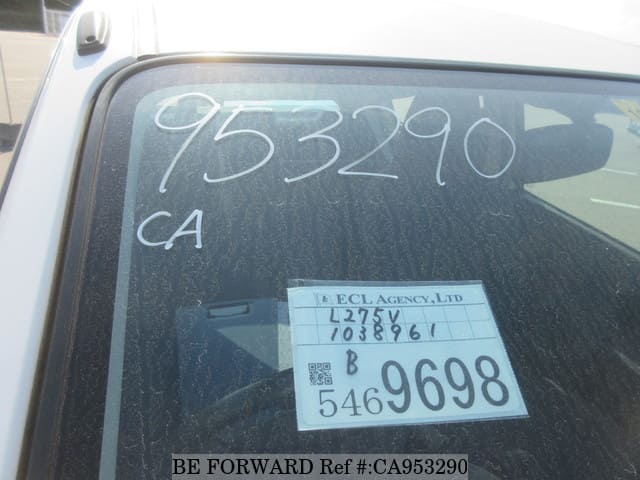 953290
CA
ECL AGENCY, LTD
L275V
1038961
B
5469698
BE FORWARD Ref #:CA953290